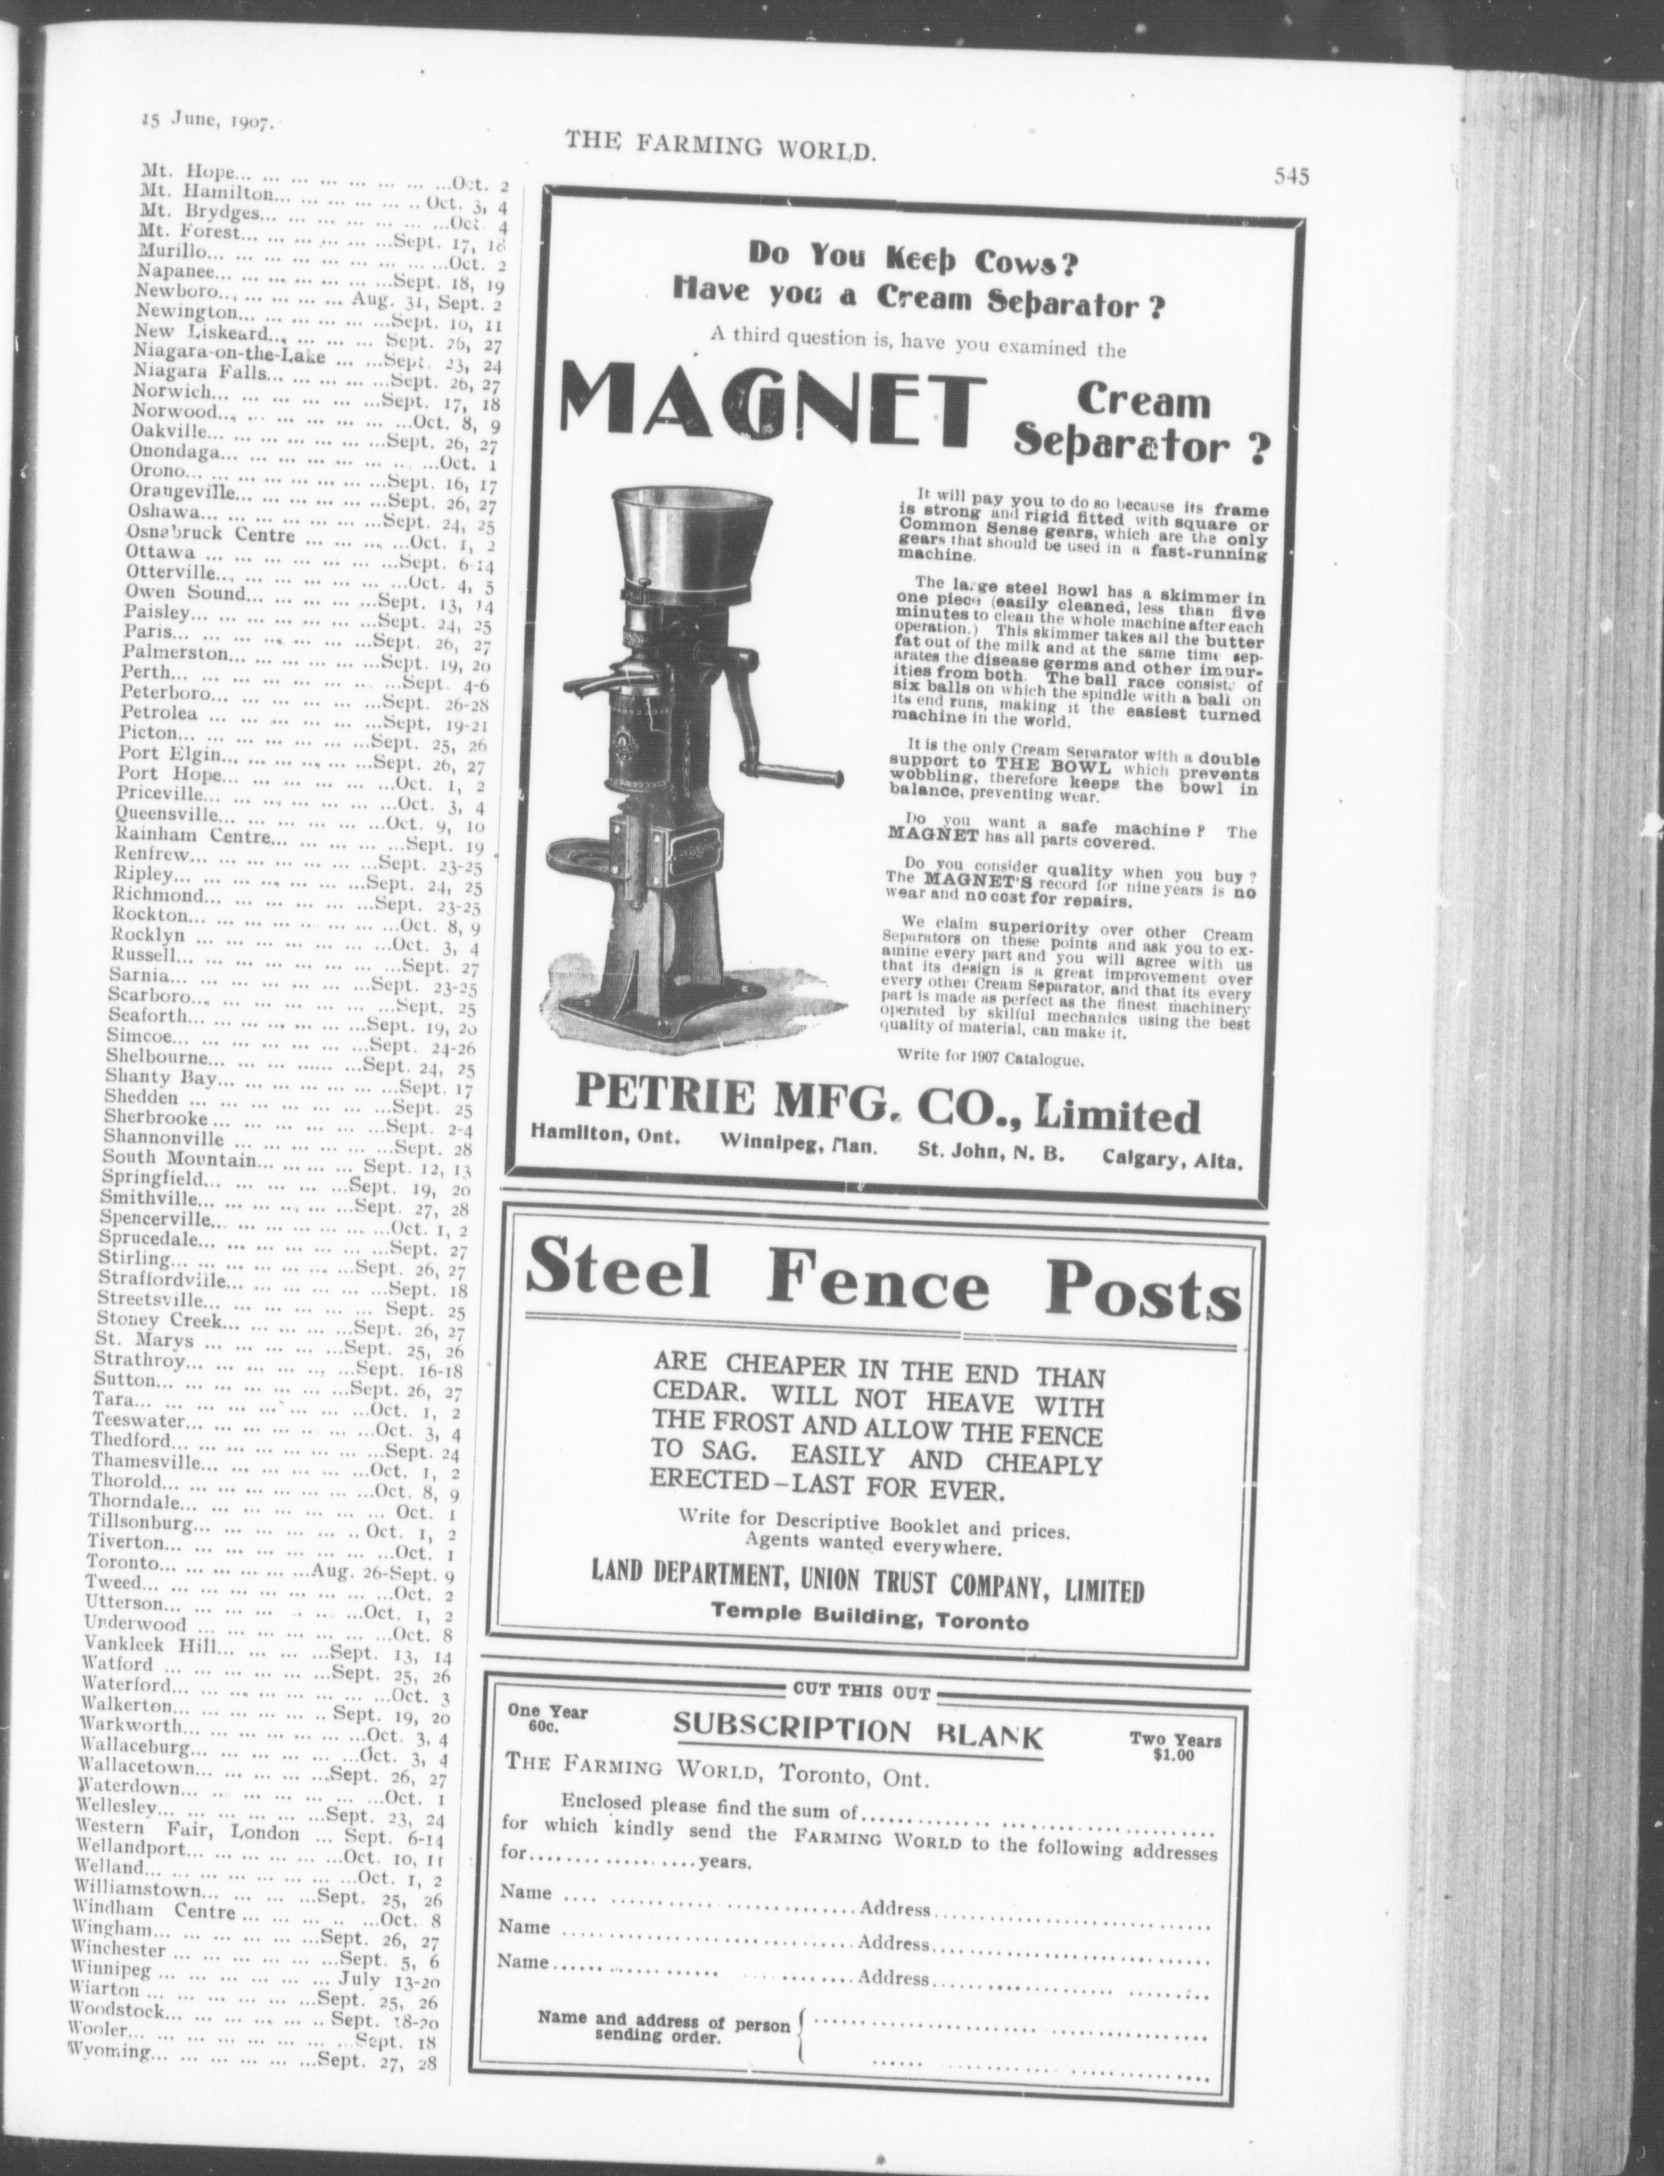 15 June, 1907.
THE FARMING WORLD.
545
Mt. Hope... ... ... ... ... ... ... ...Oct. 2
Mt. Hamilton... ... ... ... ... .. Oct. 3, 4
Mt. Brydges... ... ... ... ... ... ...Oct. 4
Mt. Forest... ... ... ... ... ...Sept. 17, 18
Murillo... ... ... ... ... ... ... ... ...Oct. 2
Napanee... ... ... ... ... ... ...Sept. 18, 19
Newboro... ... ... ... ... Aug. 31, Sept. 2
Newington... ... ... ... ... ...Sept. 10, 11
New Liskeard... ... ... ... Sept. 26, 27
Niagara-on-the-Lake ... ...Sept. 23, 24
Niagara Falls... ... ... ... ...Sept. 26, 27
Norwich... ... ... ... ... ... ...Sept. 17, 18
Norwood... ... ... ... ... ... ... ...Oct. 8, 9
Oakville... ... ... ... ... ... ...Sept. 26, 27
Onondaga... ... ... ... ... ... ... ...Oct. 1
Orono... ... ... ... ... ... ... ...Sept. 16, 17
Orangeville... ... ... ... ... ...Sept. 26, 27
Oshawa... ... ... ... ... ... ...Sept. 24, 25
Osnabruck Centre ... ... ... ...Oct. 1, 2
Ottawa ... ... ... ... ... ... ...Sept. 6-14
Otterville... ... ... ... ... ... ...Oct. 4, 5
Owen Sound... ... ... ... ...Sept. 13, 14
Paisley... ... ... ... ... ... ... ...Sept. 24, 25
Paris... ... ... ... ... ... ... ...Sept. 26, 27
Palmerston... ... ... ... ... ...Sept. 19, 20
Perth... ... ... ... ... ... ... ... ...Sept. 4-6
Peterboro... ... ... ... ... ... ...Sept. 26-28
Petrolea ... ... ... ... ... ... ...Sept. 19-21
Picton... ... ... ... ... ... ...Sept. 25, 26
Port Elgin... ... ... ... ... ...Sept. 26, 27
Port Hope... ... ... ... ... ... ...Oct. 1, 2
Priceville... ... ... ... ... ... ...Oct. 3, 4
Queensville... ... ... ... ... ... ...Oct. 9, 10
Rainham Centre... ... ... ... ...Sept. 19
Renfrew... ... ... ... ... ... ...Sept. 23-25
Ripley... ... ... ... ... ... ...Sept. 24, 25
Richmond... ... ... ... ... ... ...Sept. 23-25
Rockton... ... ... ... ... ... ... ...Oct. 8, 9
Rocklyn ... ... ... ... ... ... ...Oct. 3, 4
Russell... ... ... ... ... ... ... ...Sept. 27
Sarnia... ... ... ... ... ... ... ...Sept. 23-25
Scarboro... ... ... ... ... ... ...Sept. 25
Seaforth... ... ... ... ... ... ...Sept. 19, 20
Simcoe... ... ... ... ... ... ... ...Sept. 24-26
Shelbourne... ... ... ...... ...Sept. 24, 25
Shanty Bay... ... ... ... ... ... ...Sept. 17
Shedden ... ... ... ... ... ... ...Sept. 25
Sherbrooke ... ... ... ... ... ...Sept. 2-4
Shannonville ... ... ... ... ... ...Sept. 28
South Mountain... ... ... ... Sept. 12, 13
Springfield... ... ... ... ... ...Sept. 19, 20
Smithville... ... ... ... ... ...Sept. 27, 28
Spencerville... ... ... ... ... ... ...Oct. 1, 2
Sprucedale... ... ... ... ... ... ...Sept. 27
Stirling... ... ... ... ... ... ...Sept. 26, 27
Straffordville... ... ... ... ... ...Sept. 18
Streetsville... ... ... ... ... ... Sept. 25
Stoney Creek... ... ... ... ...Sept. 26, 27
St. Marys ... ... ... ... ...Sept. 25, 26
Strathroy... ... ... ... ... ...Sept. 16-18
Sutton... ... ... ... ... ... ...Sept. 26, 27
Tara... ... ... ... ... ... ... ... ...Oct. 1, 2
Teeswater... ... ... ... ... ... ...Oct. 3, 4
Thedford... ... ... ... ... ... ... ...Sept. 24
Thamesville... ... ... ... ... ...Oct. 1, 2
Thorold... ... ... ... ... ... ... ...Oct. 8, 9
Thorndale... ... ... ... ... ... ... Oct. 1
Tillsonburg... ... ... ... ... ... .. Oct. 1, 2
Tiverton... ... ... ... ... ... ... ...Oct. 1
Toronto... ... ... ... ... ...Aug. 26-Sept. 9
Tweed... ... ... ... ... ... ... ... ...Oct. 2
Utterson... ... ... ... ... ... ...Oct. 1, 2
Underwood ... ... ... ... ... ... ...Oct. 8
Vankleek Hill... ... ... ...Sept. 13, 14
Watford ... ... ... ... ... ...Sept. 25, 26
Waterford... ... ... ... ... ... ... ...Oct. 3
Walkerton... ... ... ... ... .. Sept. 19, 20
Warkworth... ... ... ... ... ... ...Oct. 3, 4
Wallaceburg... ... ... ... ... ...Oct. 3, 4
Wallacetown... ... ... ... ...Sept. 26, 27
Waterdown... ... ... ... ... ... ...Oct. 1
Wellesley... ... ... ... ... ...Sept. 23, 24
Western Fair, London ... Sept. 6-14
Wellandport... ... ... ... ... ...Oct. 10, 11
Welland... ... ... ... ... ... ... ...Oct. 1, 2
Williamstown... ... ... ... ...Sept. 25, 26
Windham Centre ... ... ... .. ...Oct. 8
Wingham... ... ... ... ... ... ...Sept. 26, 27
Winchester ... ... ... ... ... ...Sept. 5, 6
Winnipeg ... ... ... ... ... ... July 13-20
Wiarton ... ... ... ... ... ...Sept. 25, 26
Woodstock... ... ... ... ... .. Sept. 18-20
Wooler... ... ... ... ... ... ... ...Sept. 18
Wyoming... ... ... ... ... ...Sept. 27, 28
Do You Keep Cows?
Have you a Cream Separator?
A third question is, have you examined the
MAGNET Cream
Separator?
It will pay you to do so because its frame
is strong and rigid fitted with square or
Common Sense gears, which are the only
gears that should be used in a fast-running
machine.
The large steel Bowl has a skimmer in
one piece (easily cleaned, less than five
minutes to clean the whole machine after each
operation.) This skimmer takes all the butter
fat out of the milk and at the same time sep-
arates the disease germs and other impur-
ities from both. The ball race consists of
six balls on which the spindle with a ball on
its end runs, making it the easiest turned
machine in the world.
It is the only Cream Separator with a double
support to THE BOWL which prevents
wobbling, therefore keeps the bowl in
balance, preventing wear.
Do you want a safe machine? The
MAGNET has all parts covered.
Do you consider quality when you buy?
The MAGNET'S record for nine years is no
wear and no cost for repairs.
We claim superiority over other Cream
Separators on these points and ask you to ex-
amine every part and you will agree with us
that its design is a great improvement over
every other Cream Separator, and that its every
part is made as perfect as the finest machinery
operated by skilful mechanics using the best
quality of material, can make it.
Write for 1907 Catalogue.
PETRIE MFG. CO., Limited
Hamilton, Ont. Winnipeg, Man. St. John, N. B. Calgary, Alta.
Steel Fence Posts
ARE CHEAPER IN THE END THAN
CEDAR. WILL NOT HEAVE WITH
THE FROST AND ALLOW THE FENCE
TO SAG. EASILY AND CHEAPLY
ERECTED—LAST FOR EVER.
Write for Descriptive Booklet and prices.
Agents wanted everywhere.
LAND DEPARTMENT, UNION TRUST COMPANY, LIMITED
Temple Building, Toronto
CUT THIS OUT
One Year
60c.
SUBSCRIPTION BLANK
Two Years
$1.00
THE FARMING WORLD, Toronto, Ont.
Enclosed please find the sum of........................................
for which kindly send the FARMING WORLD to the following addresses
for.....................years.
Name ................................Address................................
Name ................................Address................................
Name................................Address................................
Name and address of person
sending order.